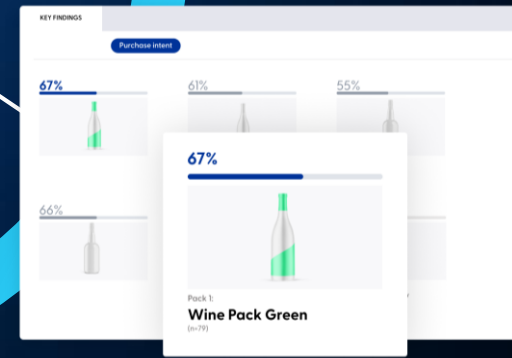 KEY FINDINGS
Purchase intent
67%
61%
55%
67%
66%
Pack 1:
Wine Pack Green
(n=79)